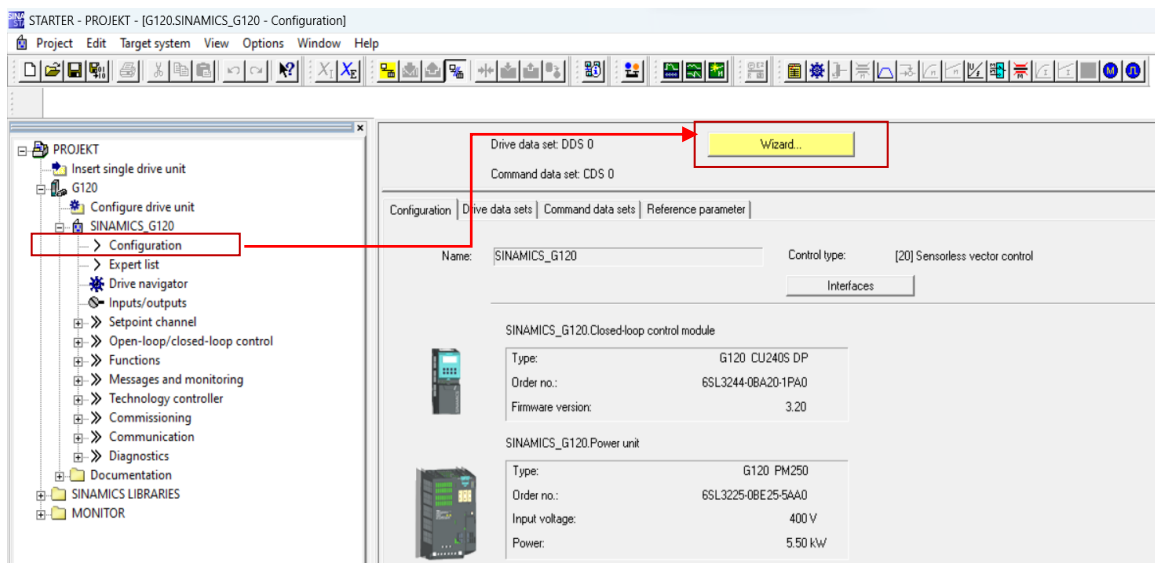 STARTER - PROJEKT - [G120.SINAMICS_G120 - Configuration]
Project Edit Target system View Options Window Help
PROJEKT
Insert single drive unit
G120
Configure drive unit
SINAMICS_G120
Configuration
Expert list
Drive navigator
Inputs/outputs
Setpoint channel
Open-loop/closed-loop control
Functions
Messages and monitoring
Technology controller
Commissioning
Communication
Diagnostics
Documentation
SINAMICS LIBRARIES
MONITOR
Drive data set: DDS 0
Wizard...
Command data set: CDS 0
Configuration Drive data sets Command data sets Reference parameter
Name: SINAMICS_G120 Control type: [20] Sensorless vector control
Interfaces
SINAMICS_G120.Closed-loop control module
Type: G120 CU240S DP
Order no.: 6SL3244-0BA20-1PA0
Firmware version: 3.20
SINAMICS_G120.Power unit
Type: G120 PM250
Order no.: 6SL3225-0BE25-5AA0
Input voltage: 400 V
Power: 5.50 kW